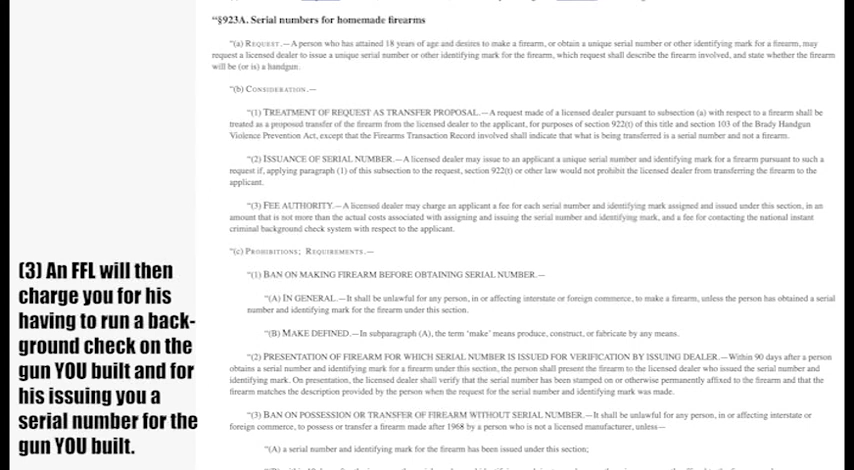 “§923A. Serial numbers for homemade firearms
“(a) REQUEST.—A person who has attained 18 years of age and desires to make a firearm, or obtain a unique serial number or other identifying mark for a firearm, may
request a licensed dealer to issue a unique serial number or other identifying mark for the firearm, which request shall describe the firearm involved, and state whether the firearm
will be (or is) a handgun.
“(b) CONSIDERATION.—
“(1) TREATMENT OF REQUEST AS TRANSFER PROPOSAL.—A request made of a licensed dealer pursuant to subsection (a) with respect to a firearm shall be
treated as a proposed transfer of the firearm from the licensed dealer to the applicant, for purposes of section 922(t) of this title and section 103 of the Brady Handgun
Violence Prevention Act, except that the Firearms Transaction Record involved shall indicate that what is being transferred is a serial number and not a firearm.
“(2) ISSUANCE OF SERIAL NUMBER.—A licensed dealer may issue to an applicant a unique serial number and identifying mark for a firearm pursuant to such a
request if, applying paragraph (1) of this subsection to the request, section 922(t) or other law would not prohibit the licensed dealer from transferring the firearm to the
applicant.
“(3) FEE AUTHORITY.—A licensed dealer may charge an applicant a fee for each serial number and identifying mark assigned and issued under this section, in an
amount that is not more than the actual costs associated with assigning and issuing the serial number and identifying mark, and a fee for contacting the national instant
criminal background check system with respect to the applicant.
“(c) PROHIBITIONS; REQUIREMENTS.—
“(1) BAN ON MAKING FIREARM BEFORE OBTAINING SERIAL NUMBER.—
“(A) IN GENERAL.—It shall be unlawful for any person, in or affecting interstate or foreign commerce, to make a firearm, unless the person has obtained a serial
number and identifying mark for the firearm under this section.
“(B) MAKE DEFINED.—In subparagraph (A), the term ‘make’ means produce, construct, or fabricate by any means.
“(2) PRESENTATION OF FIREARM FOR WHICH SERIAL NUMBER IS ISSUED FOR VERIFICATION BY ISSUING DEALER.—Within 90 days after a person
obtains a serial number and identifying mark for a firearm under this section, the person shall present the firearm to the licensed dealer who issued the serial number and
identifying mark. On presentation, the licensed dealer shall verify that the serial number has been stamped on or otherwise permanently affixed to the firearm and that the
firearm matches the description provided by the person when the request for the serial number and identifying mark was made.
“(3) BAN ON POSSESSION OR TRANSFER OF FIREARM WITHOUT SERIAL NUMBER.—It shall be unlawful for any person, in or affecting interstate or
foreign commerce, to possess or transfer a firearm made after 1968 by a person who is not a licensed manufacturer, unless—
“(A) a serial number and identifying mark for the firearm has been issued under this section;
(3) An FFL will then
charge you for his
having to run a back-
ground check on the
gun YOU built and for
his issuing you a
serial number for the
gun YOU built.